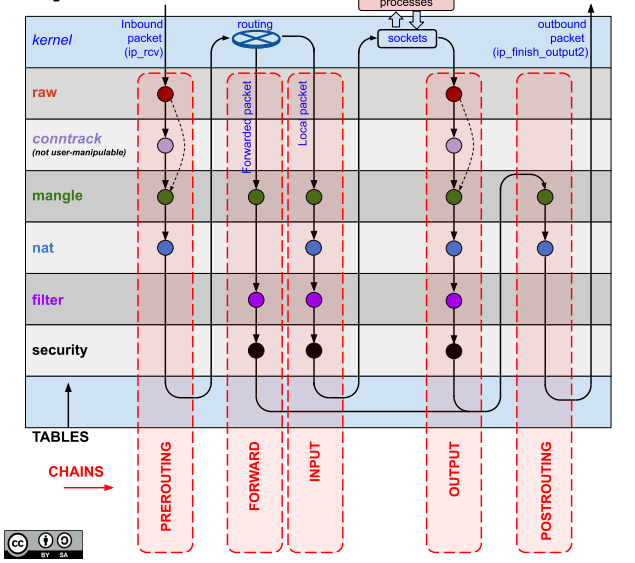 processes
Inbound
packet
(ip_rcv)
routing
outbound
packet
(ip_finish_output2)
kernel
sockets
raw
Forwarded packet
Local packet
conntrack
(not user-manipulable)
mangle
nat
filter
security
TABLES
CHAINS
PREROUTING
FORWARD
INPUT
OUTPUT
POSTROUTING
cc
BY SA